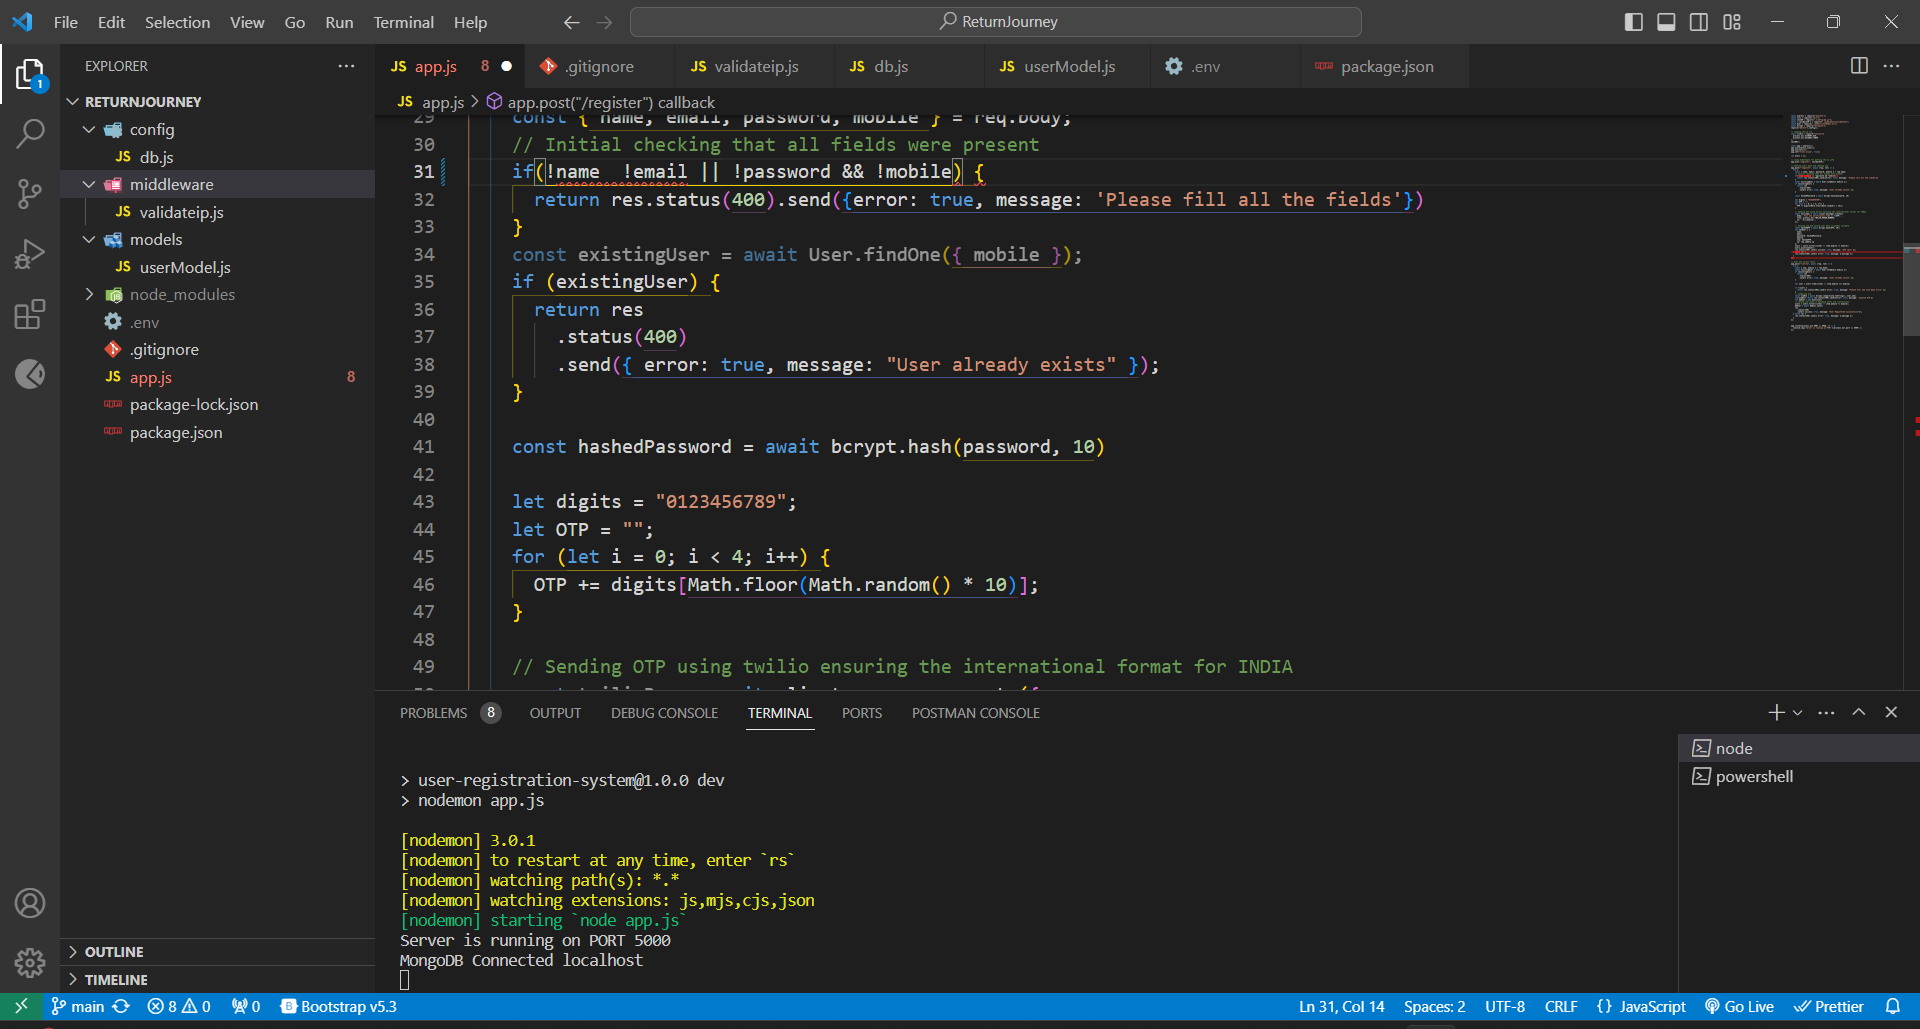 File Edit Selection View Go Run Terminal Help
ReturnJourney
EXPLORER
RETURNJOURNEY
config
JS db.js
middleware
JS validateip.js
models
JS userModel.js
node_modules
.env
.gitignore
JS app.js 8
package-lock.json
package.json
OUTLINE
TIMELINE
1
JS app.js 8
.gitignore
JS validateip.js
JS db.js
JS userModel.js
.env
package.json
JS app.js > app.post("/register") callback
29 const { name, email, password, mobile } = req.body;
30 // Initial checking that all fields were present
31 if(!name  !email || !password && !mobile) {
32 return res.status(400).send({error: true, message: 'Please fill all the fields'})
33 }
34 const existingUser = await User.findOne({ mobile });
35 if (existingUser) {
36 return res
37 .status(400)
38 .send({ error: true, message: "User already exists" });
39 }
40
41 const hashedPassword = await bcrypt.hash(password, 10)
42
43 let digits = "0123456789";
44 let OTP = "";
45 for (let i = 0; i < 4; i++) {
46 OTP += digits[Math.floor(Math.random() * 10)];
47 }
48
49 // Sending OTP using twilio ensuring the international format for INDIA
PROBLEMS 8 OUTPUT DEBUG CONSOLE TERMINAL PORTS POSTMAN CONSOLE
> user-registration-system@1.0.0 dev
> nodemon app.js
[nodemon] 3.0.1
[nodemon] to restart at any time, enter `rs`
[nodemon] watching path(s): *.*
[nodemon] watching extensions: js,mjs,cjs,json
[nodemon] starting `node app.js`
Server is running on PORT 5000
MongoDB Connected localhost
node
powershell
main 8 0 0 B Bootstrap v5.3 Ln 31, Col 14 Spaces: 2 UTF-8 CRLF {} JavaScript Go Live Prettier